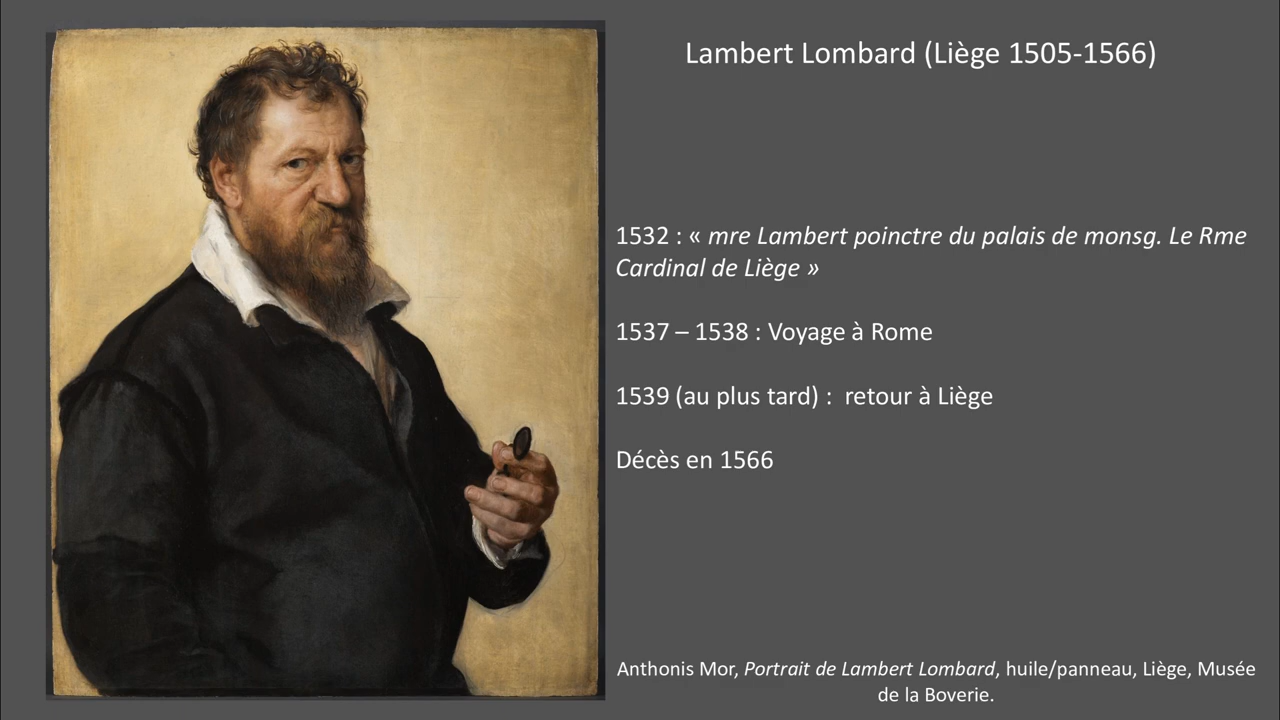 Lambert Lombard (Liège 1505-1566)
1532 : « mre Lambert poinctre du palais de monsg. Le Rme
Cardinal de Liège »
1537 – 1538 : Voyage à Rome
1539 (au plus tard) :  retour à Liège
Décès en 1566
Anthonis Mor, Portrait de Lambert Lombard, huile/panneau, Liège, Musée
de la Boverie.